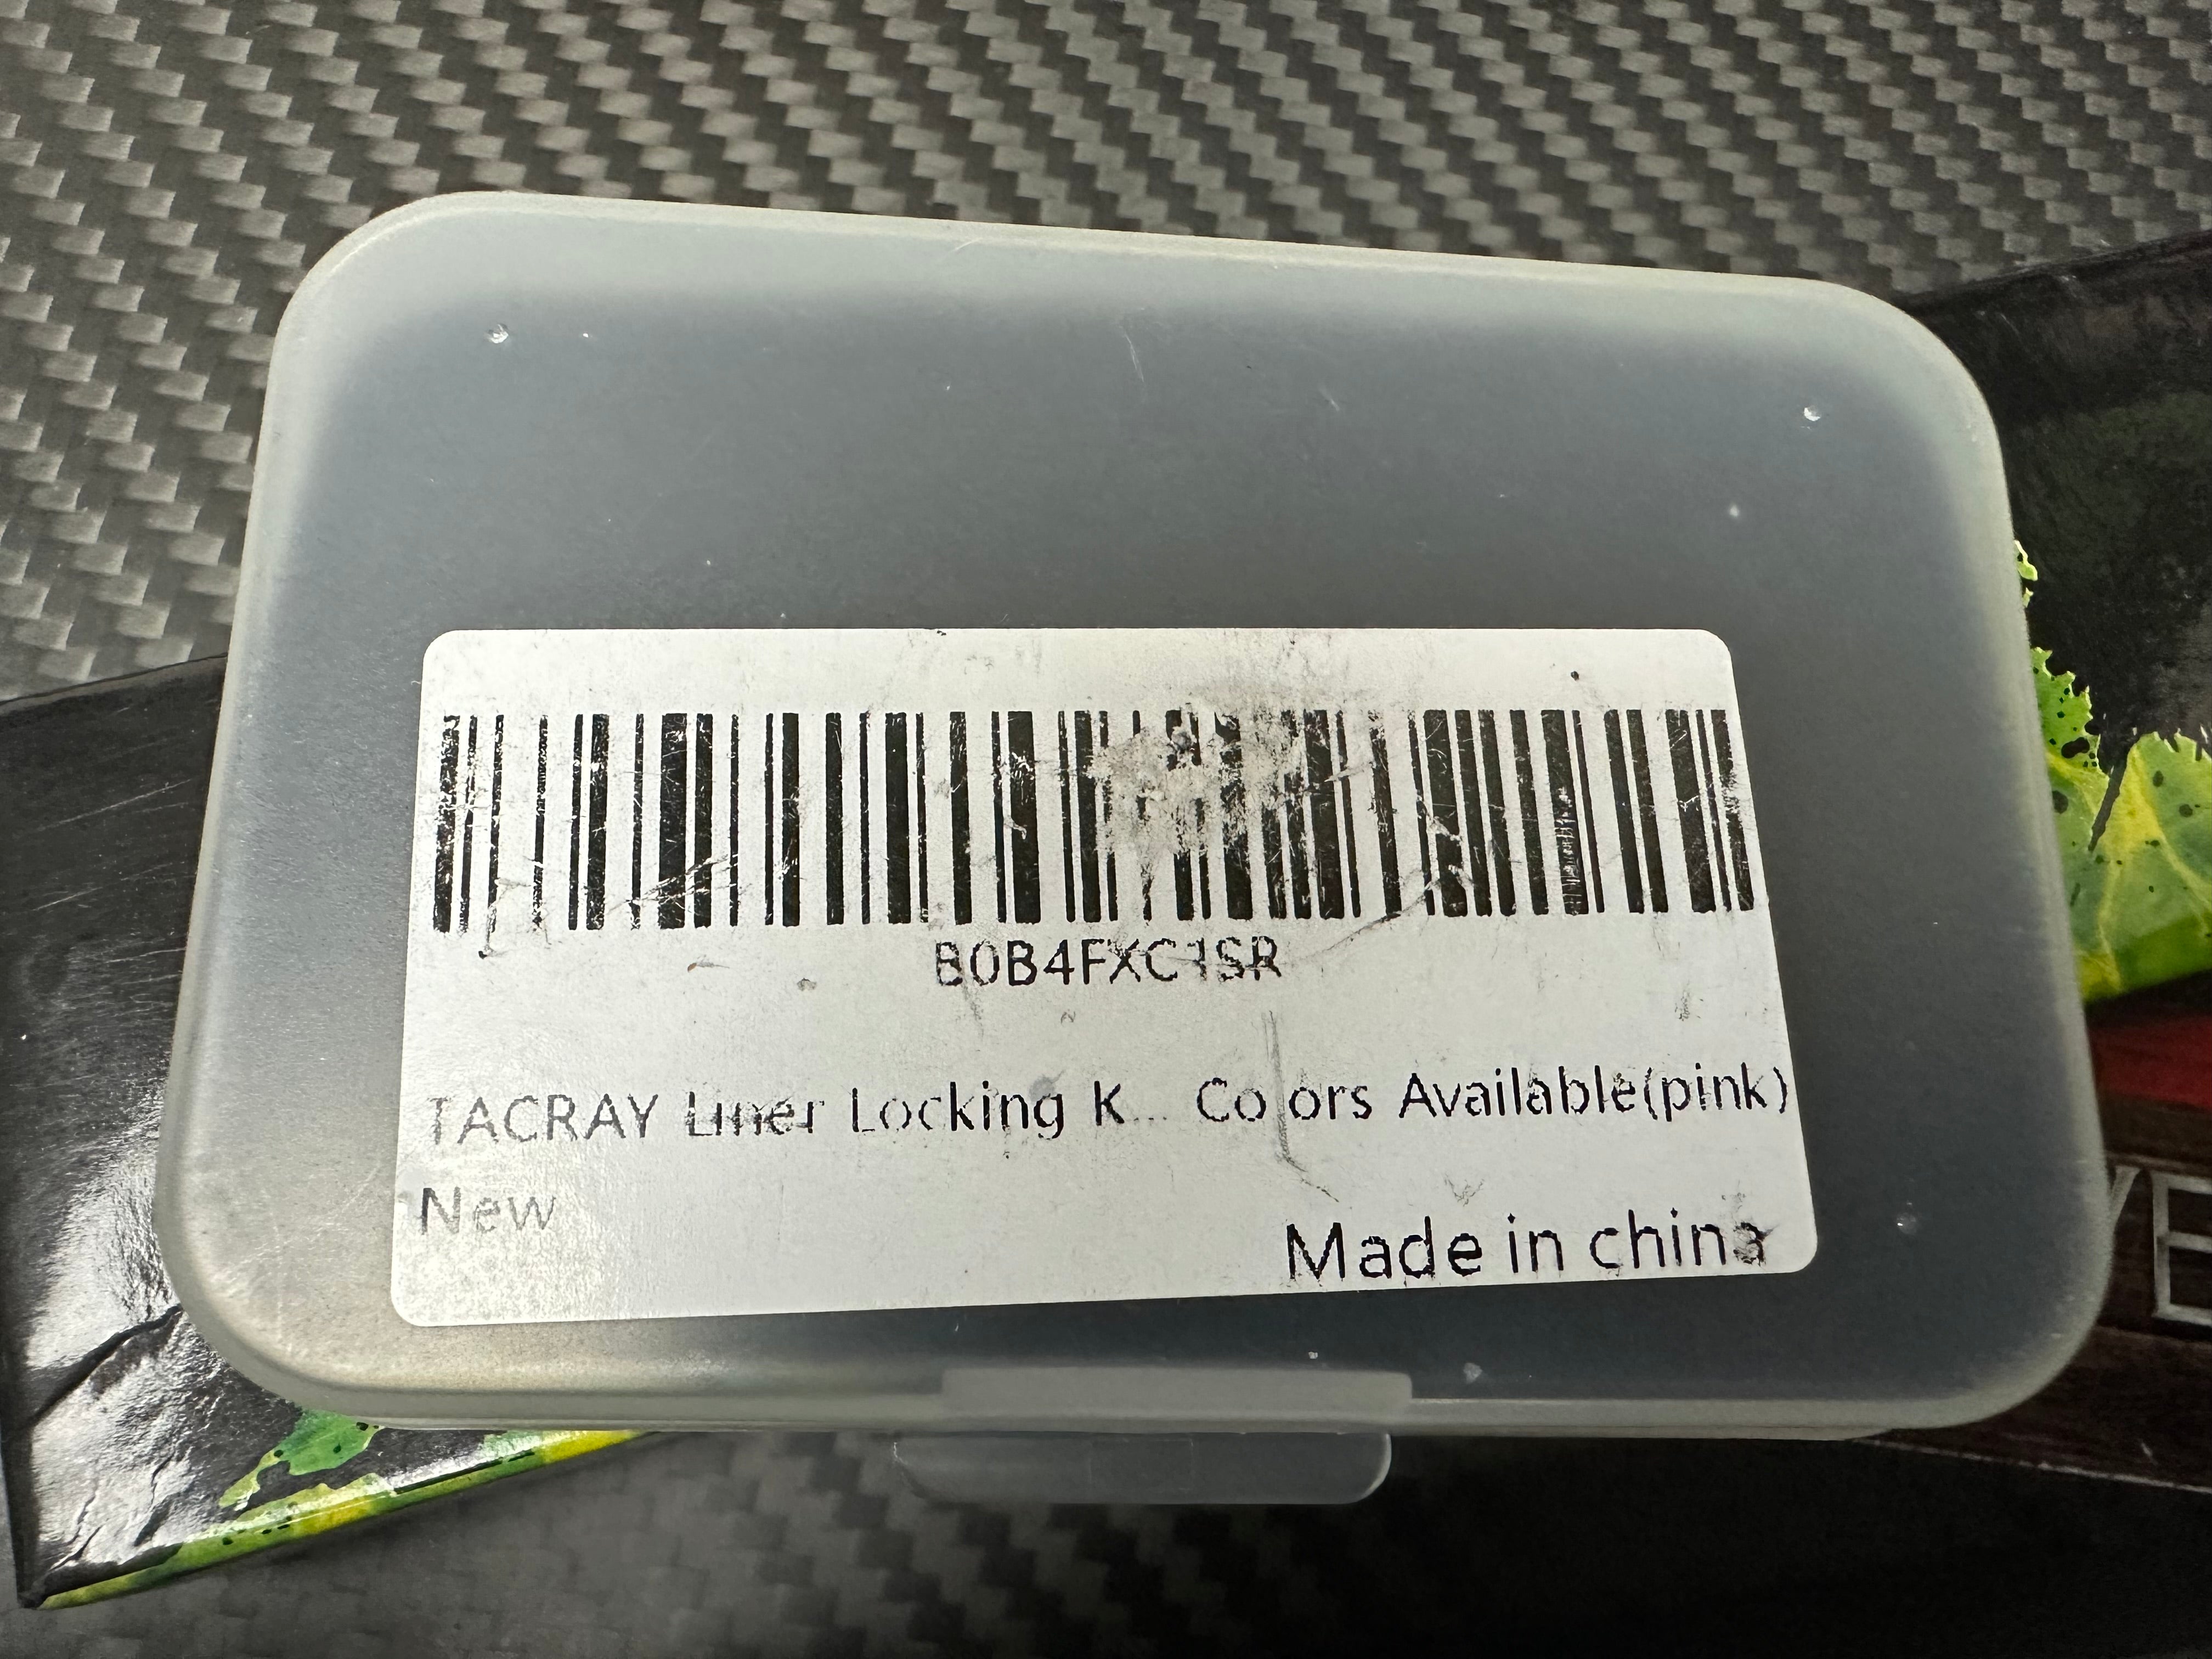 B0B4FXC1SR
TACRAY Liner Locking K... Colors Available(pink)
New
Made in china